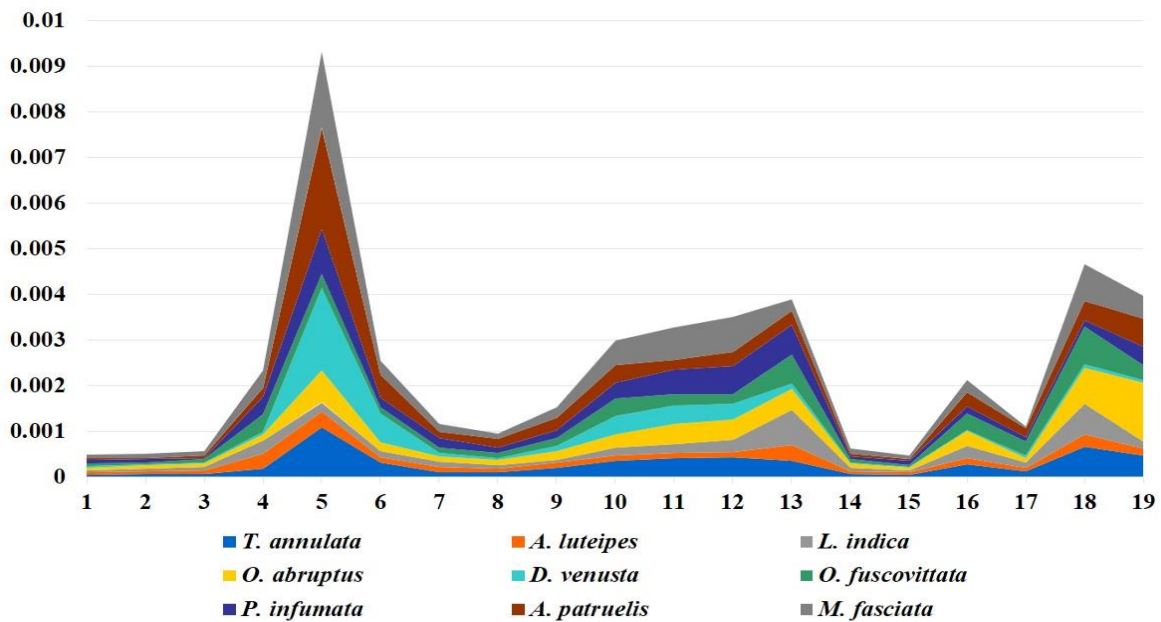 0.01
0.009
0.008
0.007
0.006
0.005
0.004
0.003
0.002
0.001
0
1 2 3 4 5 6 7 8 9 10 11 12 13 14 15 16 17 18 19
T. annulata A. luteipes L. indica
O. abruptus D. venusta O. fuscovittata
P. infumata A. patruelis M. fasciata